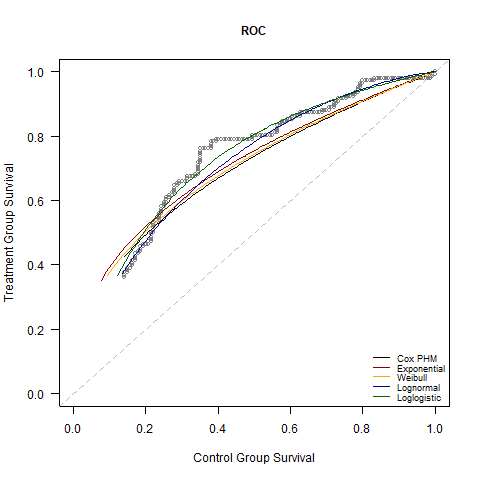 ROC
Treatment Group Survival
1.0
0.8
0.6
0.4
0.2
0.0
Cox PHM
Exponential
Weibull
Lognormal
Loglogistic
0.0 0.2 0.4 0.6 0.8 1.0
Control Group Survival